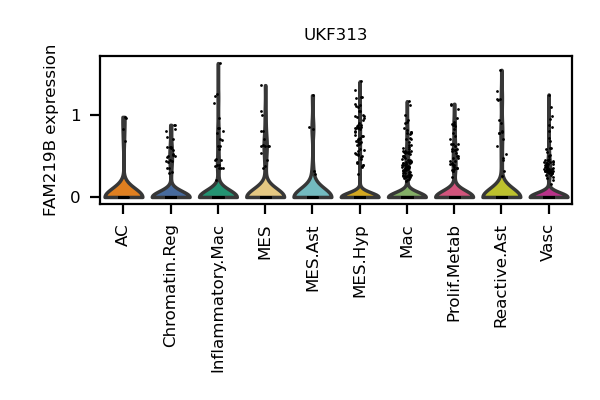 UKF313
FAM219B expression
1
0
AC
Chromatin.Reg
Inflammatory.Mac
MES
MES.Ast
MES.Hyp
Mac
Prolif.Metab
Reactive.Ast
Vasc